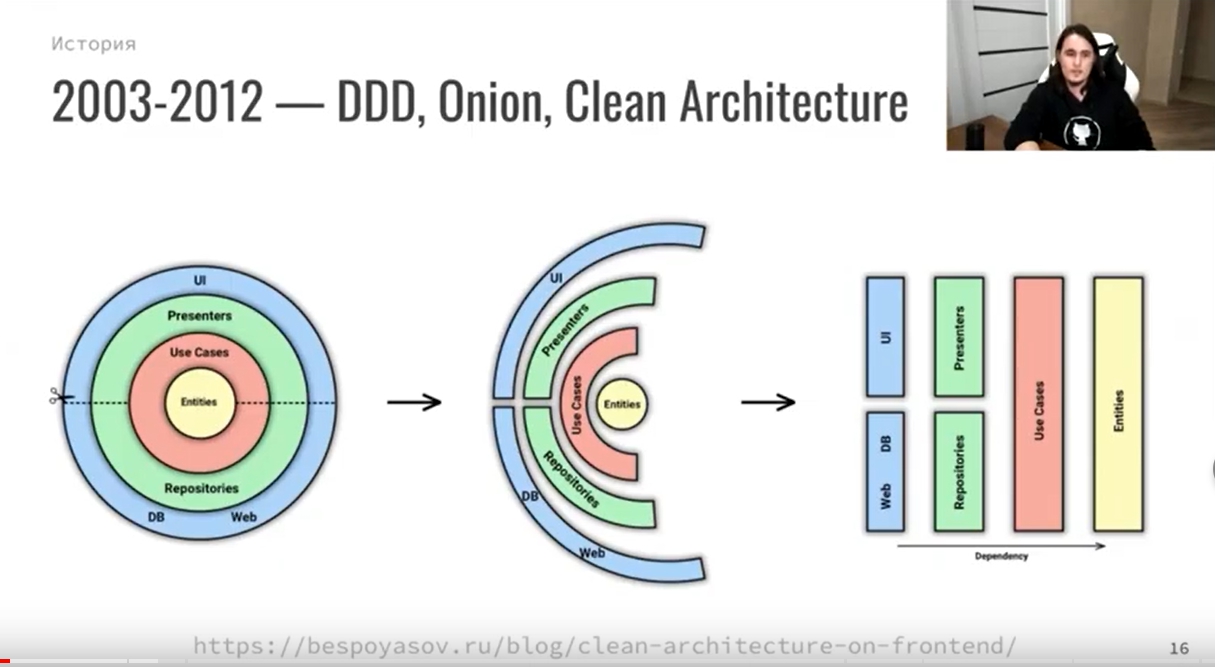 История
2003-2012 — DDD, Onion, Clean Architecture
UI
Presenters
Use Cases
Entities
Repositories
DB
Web
UI
Presenters
Use Cases
Entities
Repositories
DB
Web
UI
Presenters
Use Cases
Entities
DB
Web
Repositories
Dependency
https://bespoyasov.ru/blog/clean-architecture-on-frontend/
16